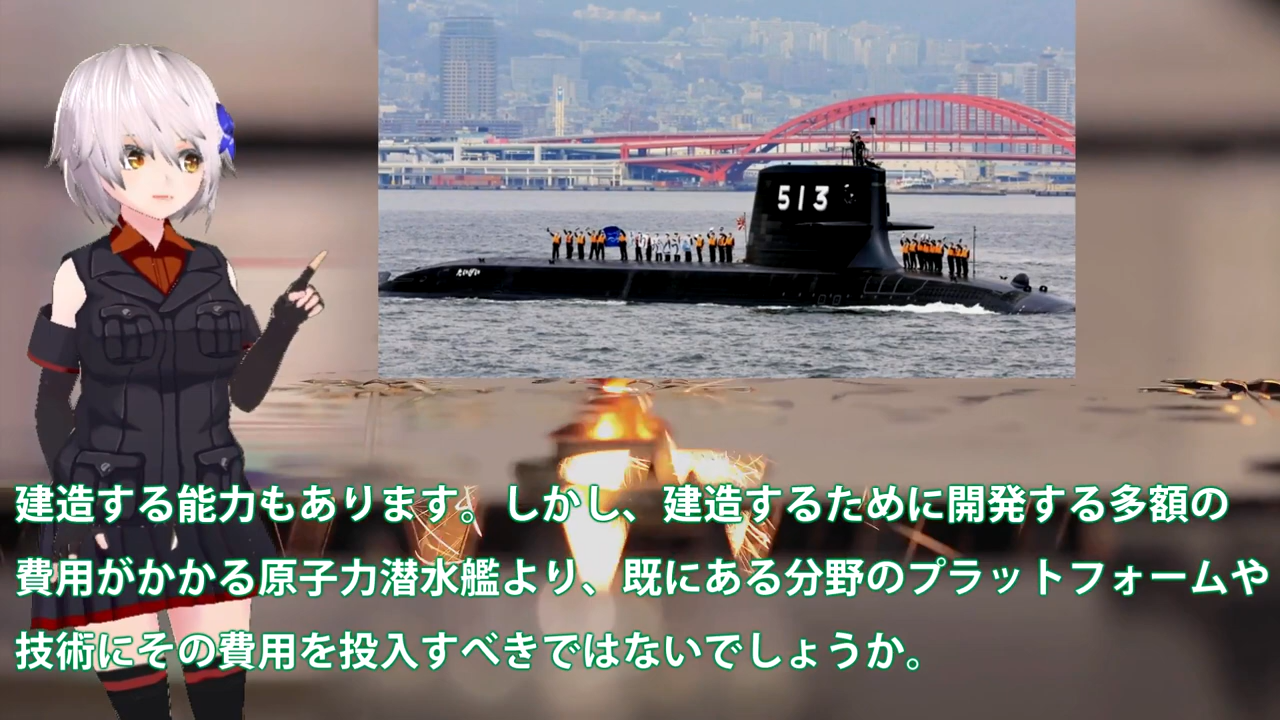 513
たいげい
建造する能力もあります。しかし、建造するために開発する多額の
費用がかかる原子力潜水艦より、既にある分野のプラットフォームや
技術にその費用を投入すべきではないでしょうか。